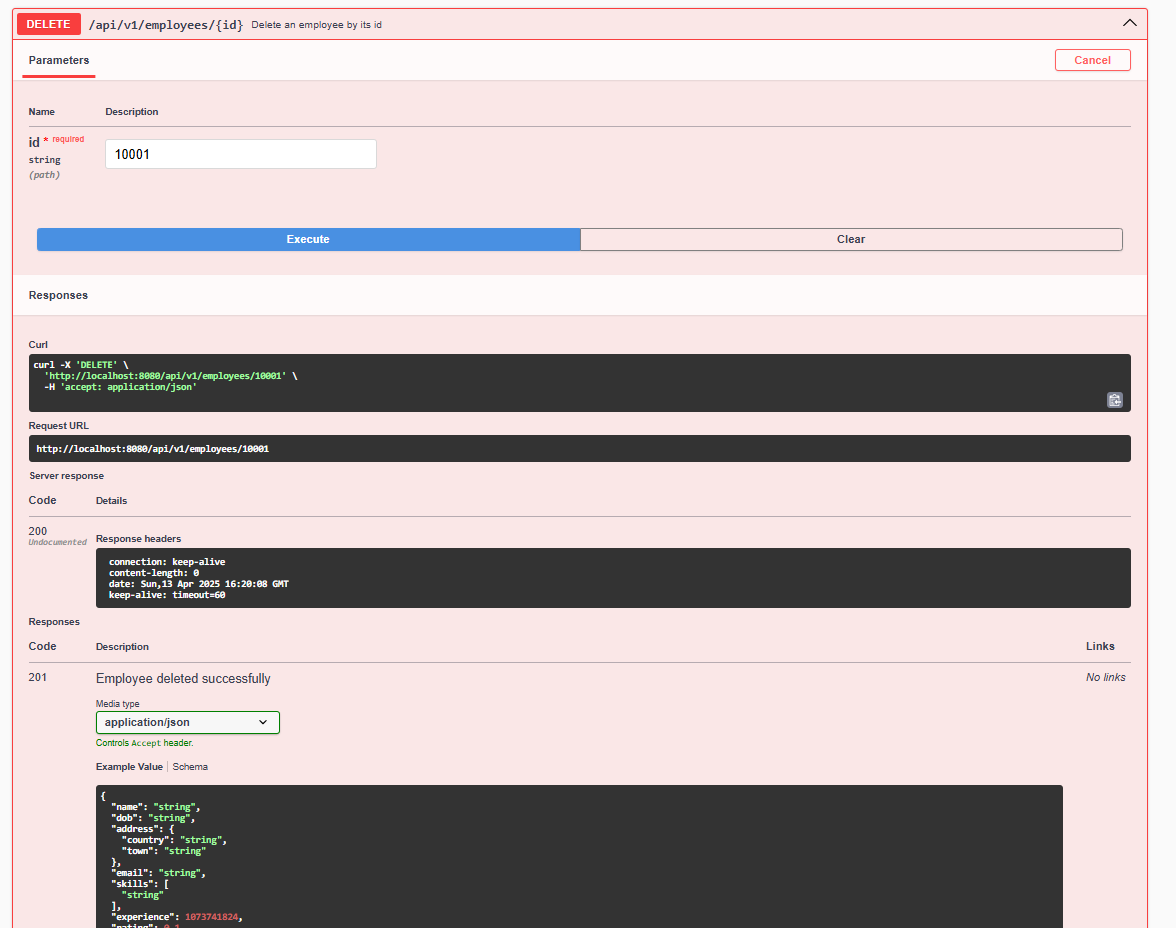 DELETE /api/v1/employees/{id} Delete an employee by its id
Parameters
Cancel
Name Description
id * required
string
(path)
10001
Execute Clear
Responses
Curl
curl -X 'DELETE' \
  'http://localhost:8080/api/v1/employees/10001' \
  -H 'accept: application/json'
Request URL
http://localhost:8080/api/v1/employees/10001
Server response
Code Details
200
Undocumented
Response headers
connection: keep-alive
content-length: 0
date: Sun,13 Apr 2025 16:20:08 GMT
keep-alive: timeout=60
Responses
Code Description Links
201 Employee deleted successfully No links
Media type
application/json
Controls Accept header.
Example Value Schema
{
  "name": "string",
  "dob": "string",
  "address": {
    "country": "string",
    "town": "string"
  },
  "email": "string",
  "skills": [
    "string"
  ],
  "experience": 1073741824,
  "rating": 0.1